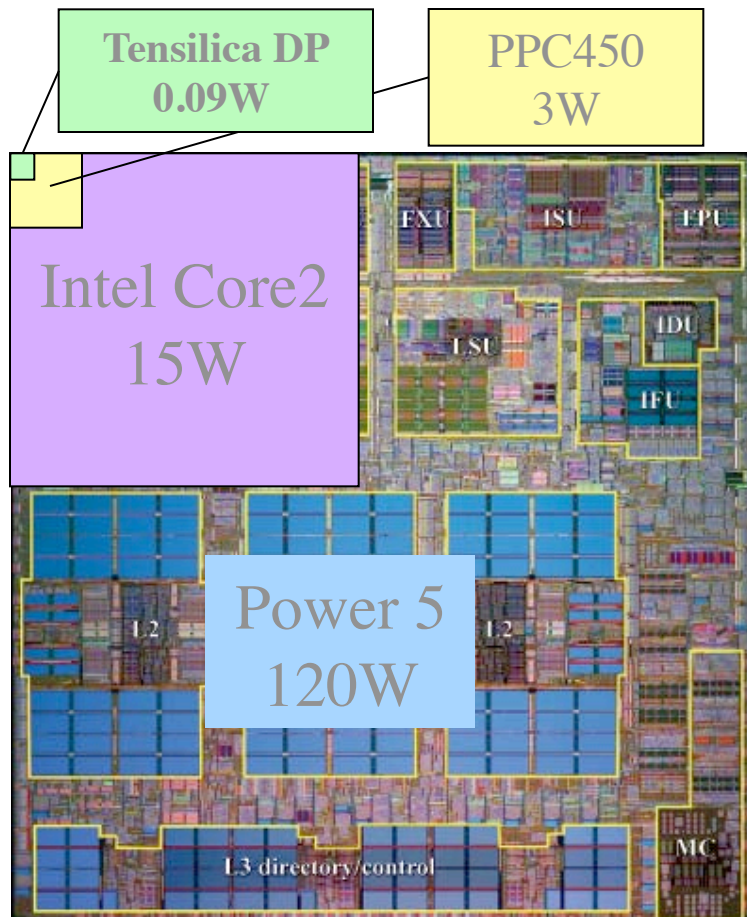 Tensilica DP
0.09W
PPC450
3W
Intel Core2
15W
FXU
ISU
FPU
LSU
IDU
IFU
L2
Power 5
120W
L2
L3 directory/control
MC